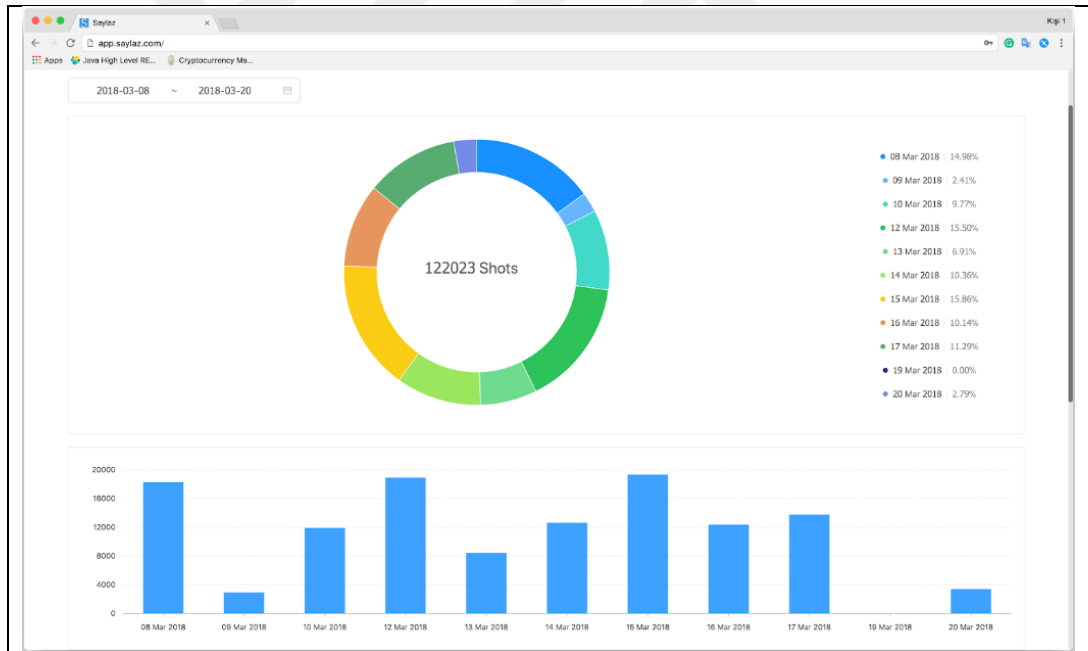 Saylaz
Kişi 1
app.saylaz.com/
Apps Java High Level RE... Cryptocurrency Ma...
2018-03-08 ~ 2018-03-20
122023 Shots
08 Mar 2018 14.98%
09 Mar 2018 2.41%
10 Mar 2018 9.77%
12 Mar 2018 15.50%
13 Mar 2018 6.91%
14 Mar 2018 10.36%
15 Mar 2018 15.86%
16 Mar 2018 10.14%
17 Mar 2018 11.29%
19 Mar 2018 0.00%
20 Mar 2018 2.79%
20000
16000
12000
8000
4000
0
08 Mar 2018 09 Mar 2018 10 Mar 2018 12 Mar 2018 13 Mar 2018 14 Mar 2018 15 Mar 2018 16 Mar 2018 17 Mar 2018 19 Mar 2018 20 Mar 2018